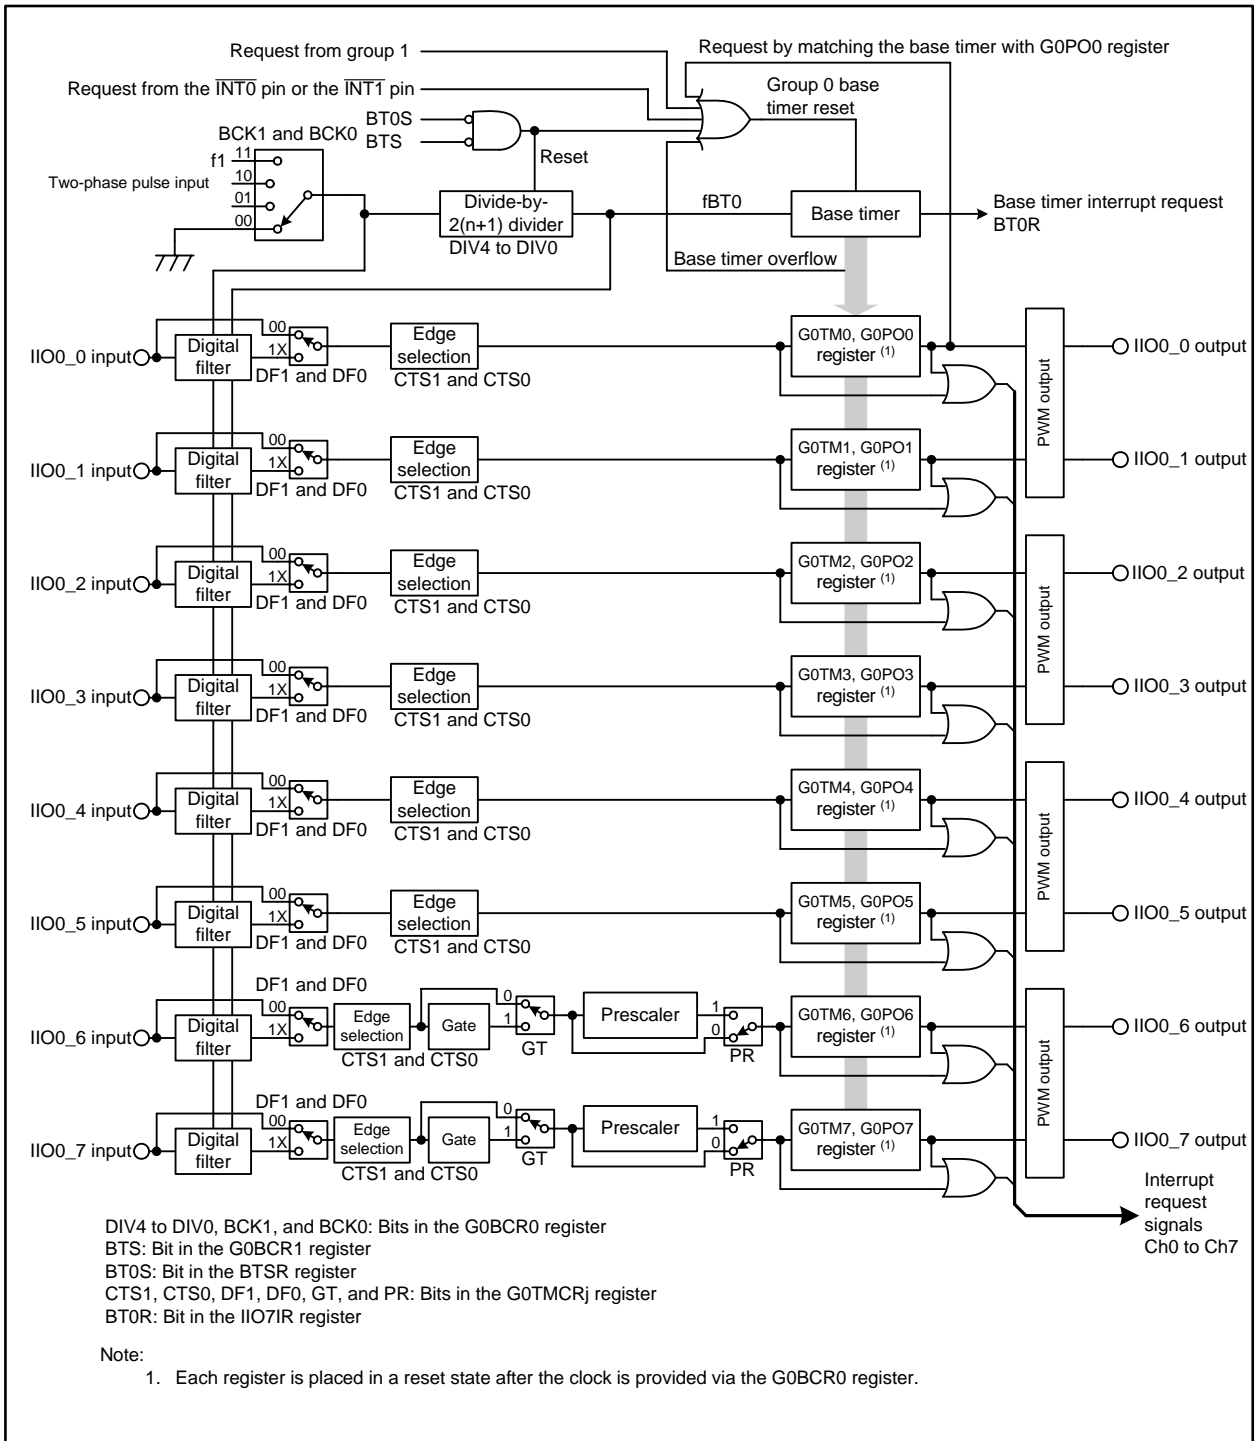 Request from group 1
Request by matching the base timer with G0PO0 register
Request from the INT0 pin or the INT1 pin
Group 0 base
timer reset
BT0S
BTS
BCK1 and BCK0
Reset
f1
11
Two-phase pulse input
10
01
00
Divide-by-
2(n+1) divider
DIV4 to DIV0
fBT0
Base timer
Base timer interrupt request
BT0R
Base timer overflow
IIO0_0 input
Digital
filter
00
1X
DF1 and DF0
Edge
selection
CTS1 and CTS0
G0TM0, G0PO0
register (1)
IIO0_0 output
PWM output
IIO0_1 input
Digital
filter
00
1X
DF1 and DF0
Edge
selection
CTS1 and CTS0
G0TM1, G0PO1
register (1)
IIO0_1 output
IIO0_2 input
Digital
filter
00
1X
DF1 and DF0
Edge
selection
CTS1 and CTS0
G0TM2, G0PO2
register (1)
IIO0_2 output
PWM output
IIO0_3 input
Digital
filter
00
1X
DF1 and DF0
Edge
selection
CTS1 and CTS0
G0TM3, G0PO3
register (1)
IIO0_3 output
IIO0_4 input
Digital
filter
00
1X
DF1 and DF0
Edge
selection
CTS1 and CTS0
G0TM4, G0PO4
register (1)
IIO0_4 output
PWM output
IIO0_5 input
Digital
filter
00
1X
DF1 and DF0
Edge
selection
CTS1 and CTS0
G0TM5, G0PO5
register (1)
IIO0_5 output
DF1 and DF0
IIO0_6 input
Digital
filter
00
1X
Edge
selection
CTS1 and CTS0
Gate
0
1
GT
Prescaler
1
0
PR
G0TM6, G0PO6
register (1)
IIO0_6 output
PWM output
DF1 and DF0
IIO0_7 input
Digital
filter
00
1X
Edge
selection
CTS1 and CTS0
Gate
0
1
GT
Prescaler
1
0
PR
G0TM7, G0PO7
register (1)
IIO0_7 output
Interrupt
request
signals
Ch0 to Ch7
DIV4 to DIV0, BCK1, and BCK0: Bits in the G0BCR0 register
BTS: Bit in the G0BCR1 register
BT0S: Bit in the BTSR register
CTS1, CTS0, DF1, DF0, GT, and PR: Bits in the G0TMCRj register
BT0R: Bit in the IIO7IR register
Note:
1. Each register is placed in a reset state after the clock is provided via the G0BCR0 register.